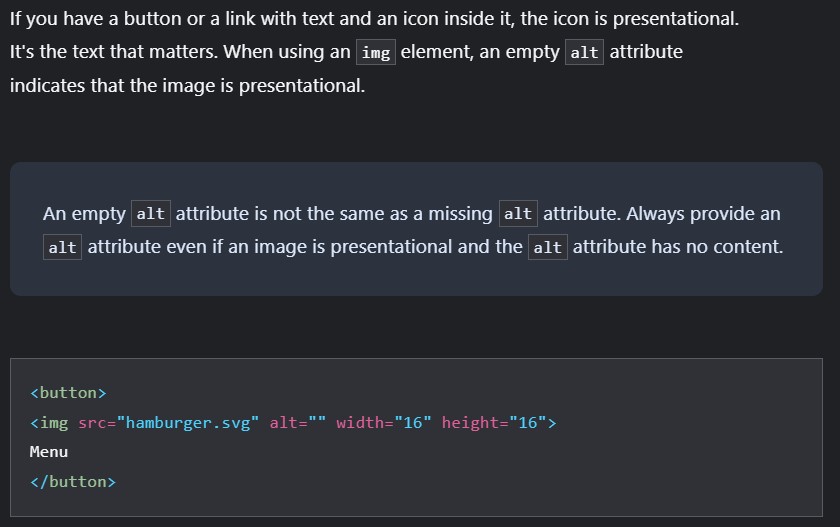 If you have a button or a link with text and an icon inside it, the icon is presentational.
It's the text that matters. When using an img element, an empty alt attribute
indicates that the image is presentational.
An empty alt attribute is not the same as a missing alt attribute. Always provide an
alt attribute even if an image is presentational and the alt attribute has no content.
<button>
<img src="hamburger.svg" alt="" width="16" height="16">
Menu
</button>